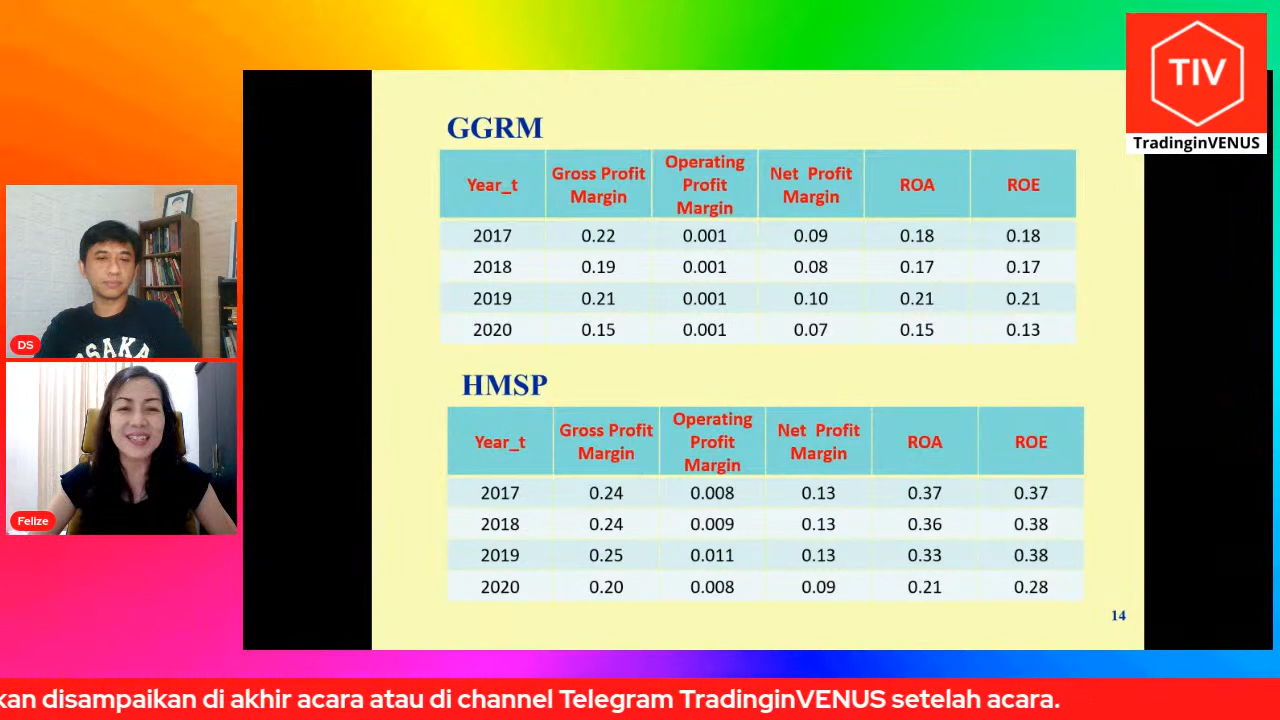 TIV
TradinginVENUS
GGRM
Year_t Gross Profit Margin Operating Profit Margin Net Profit Margin ROA ROE
2017 0.22 0.001 0.09 0.18 0.18
2018 0.19 0.001 0.08 0.17 0.17
2019 0.21 0.001 0.10 0.21 0.21
2020 0.15 0.001 0.07 0.15 0.13
HMSP
Year_t Gross Profit Margin Operating Profit Margin Net Profit Margin ROA ROE
2017 0.24 0.008 0.13 0.37 0.37
2018 0.24 0.009 0.13 0.36 0.38
2019 0.25 0.011 0.13 0.33 0.38
2020 0.20 0.008 0.09 0.21 0.28
14
DS
Felize
kan disampaikan di akhir acara atau di channel Telegram TradinginVENUS setelah acara.